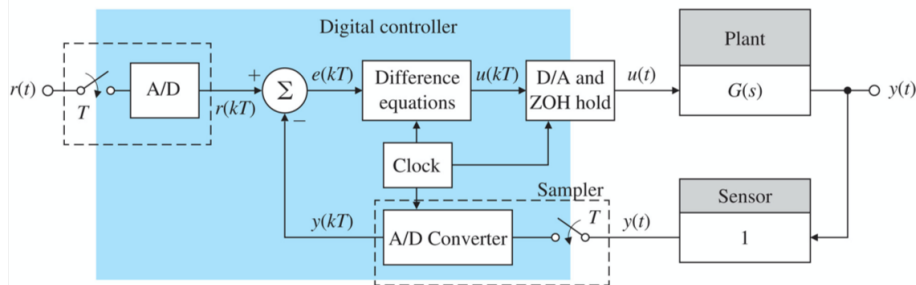 Digital controller
Plant
G(s)
r(t)
T
A/D
r(kT)
+
Σ
−
e(kT)
Difference
equations
u(kT)
D/A and
ZOH hold
u(t)
y(t)
Clock
Sampler
Sensor
1
y(kT)
A/D Converter
T
y(t)